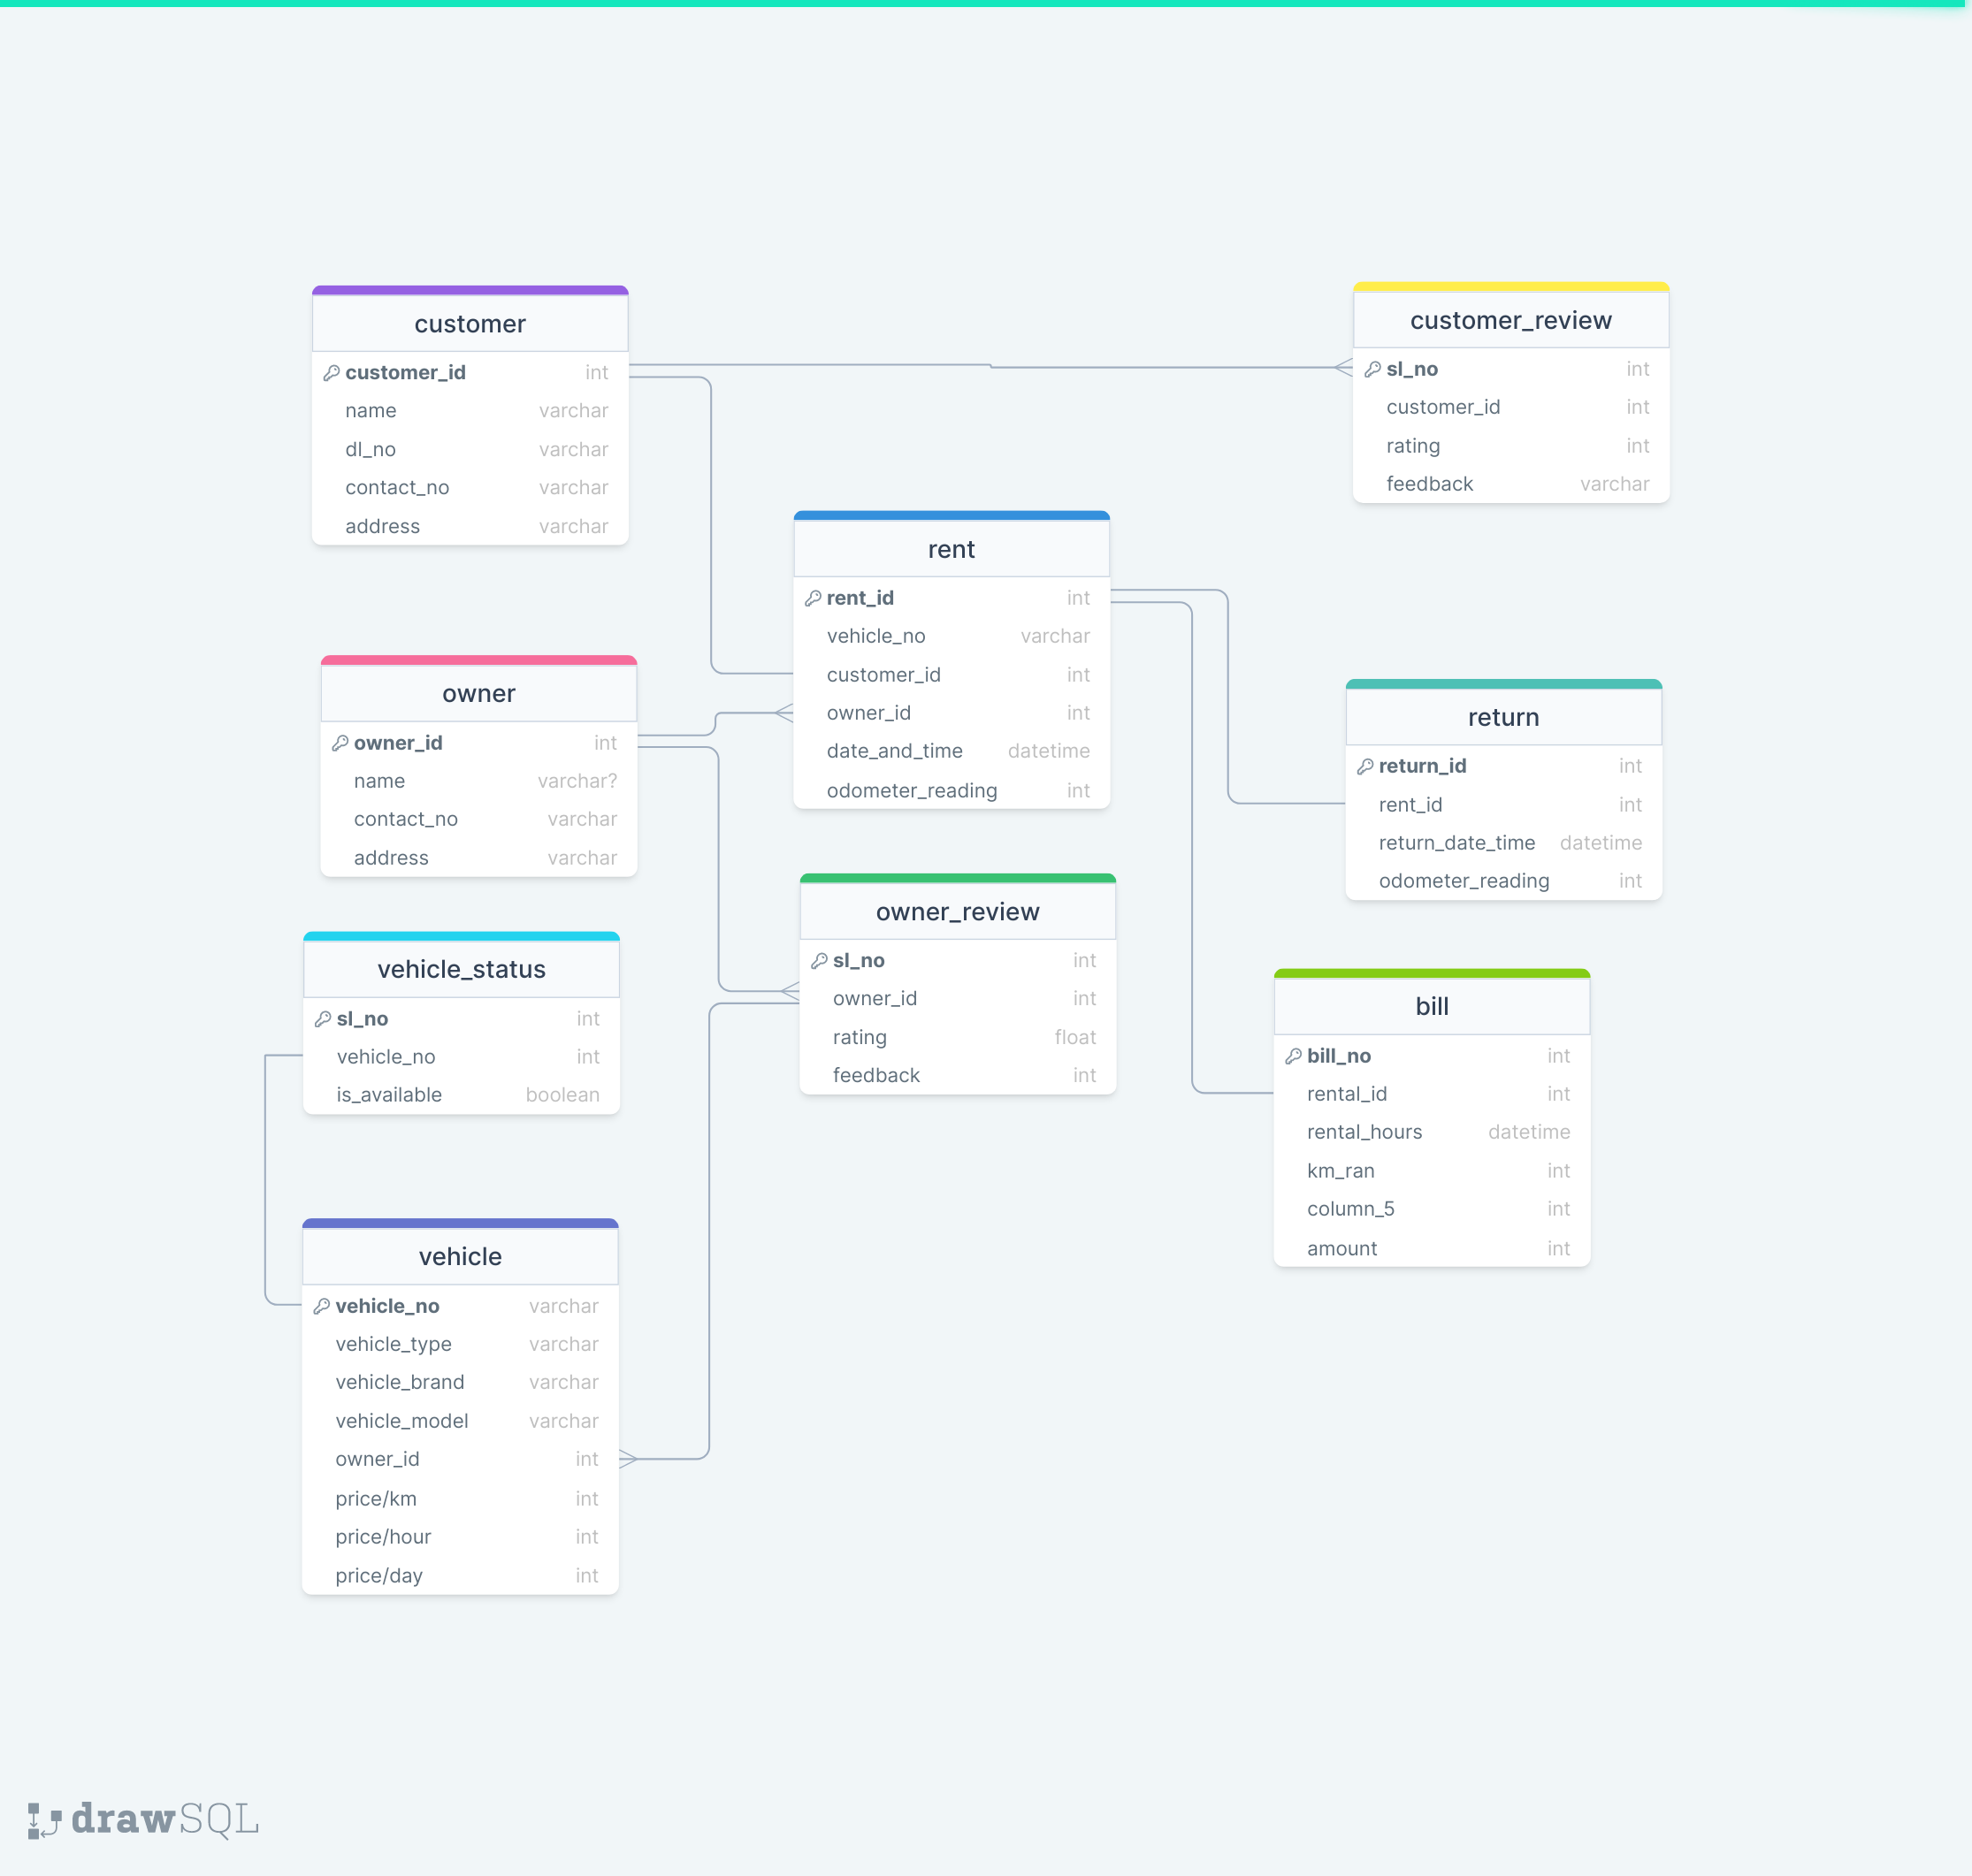 customer
customer_id int
name varchar
dl_no varchar
contact_no varchar
address varchar
customer_review
sl_no int
customer_id int
rating int
feedback varchar
rent
rent_id int
vehicle_no varchar
customer_id int
owner_id int
date_and_time datetime
odometer_reading int
owner
owner_id int
name varchar?
contact_no varchar
address varchar
return
return_id int
rent_id int
return_date_time datetime
odometer_reading int
owner_review
sl_no int
owner_id int
rating float
feedback int
vehicle_status
sl_no int
vehicle_no int
is_available boolean
bill
bill_no int
rental_id int
rental_hours datetime
km_ran int
column_5 int
amount int
vehicle
vehicle_no varchar
vehicle_type varchar
vehicle_brand varchar
vehicle_model varchar
owner_id int
price/km int
price/hour int
price/day int
drawSQL